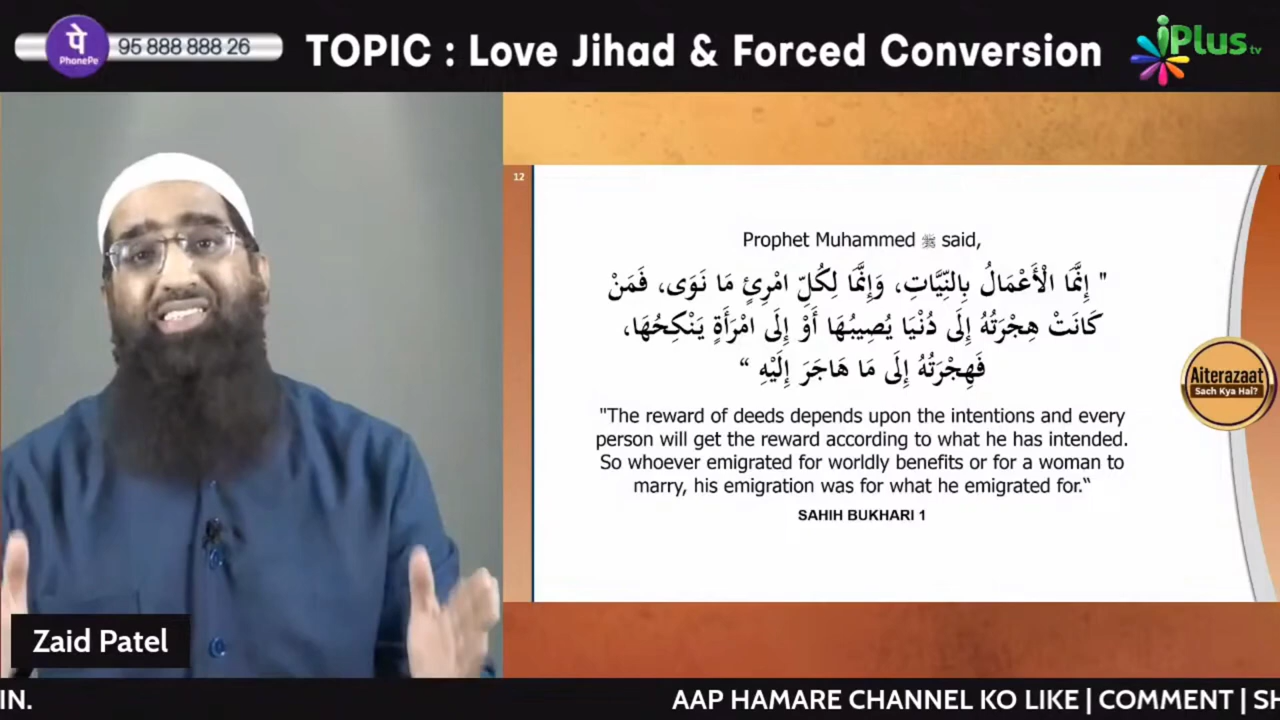 पे
PhonePe
95 888 888 26
TOPIC : Love Jihad & Forced Conversion
iPlus tv
12
Prophet Muhammed ﷺ said,
" إِنَّمَا الْأَعْمَالُ بِالنِّيَّاتِ، وَإِنَّمَا لِكُلِّ امْرِئٍ مَا نَوَى، فَمَنْ
كَانَتْ هِجْرَتُهُ إِلَى دُنْيَا يُصِيبُهَا أَوْ إِلَى امْرَأَةٍ يَنْكِحُهَا،
فَهِجْرَتُهُ إِلَى مَا هَاجَرَ إِلَيْهِ “
"The reward of deeds depends upon the intentions and every
person will get the reward according to what he has intended.
So whoever emigrated for worldly benefits or for a woman to
marry, his emigration was for what he emigrated for.“
SAHIH BUKHARI 1
Aiterazaat
Sach Kya Hai?
Zaid Patel
IN.
AAP HAMARE CHANNEL KO LIKE | COMMENT | SH